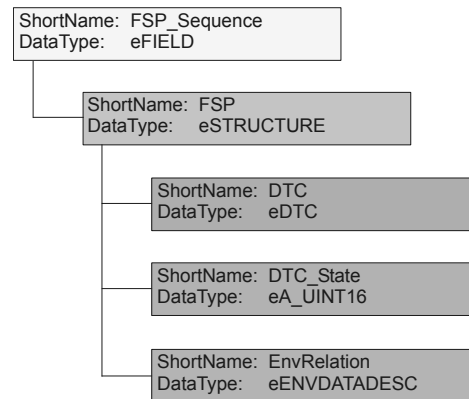 ShortName: FSP_Sequence
DataType: eFIELD
ShortName: FSP
DataType: eSTRUCTURE
ShortName: DTC
DataType: eDTC
ShortName: DTC_State
DataType: eA_UINT16
ShortName: EnvRelation
DataType: eENVDATADESC